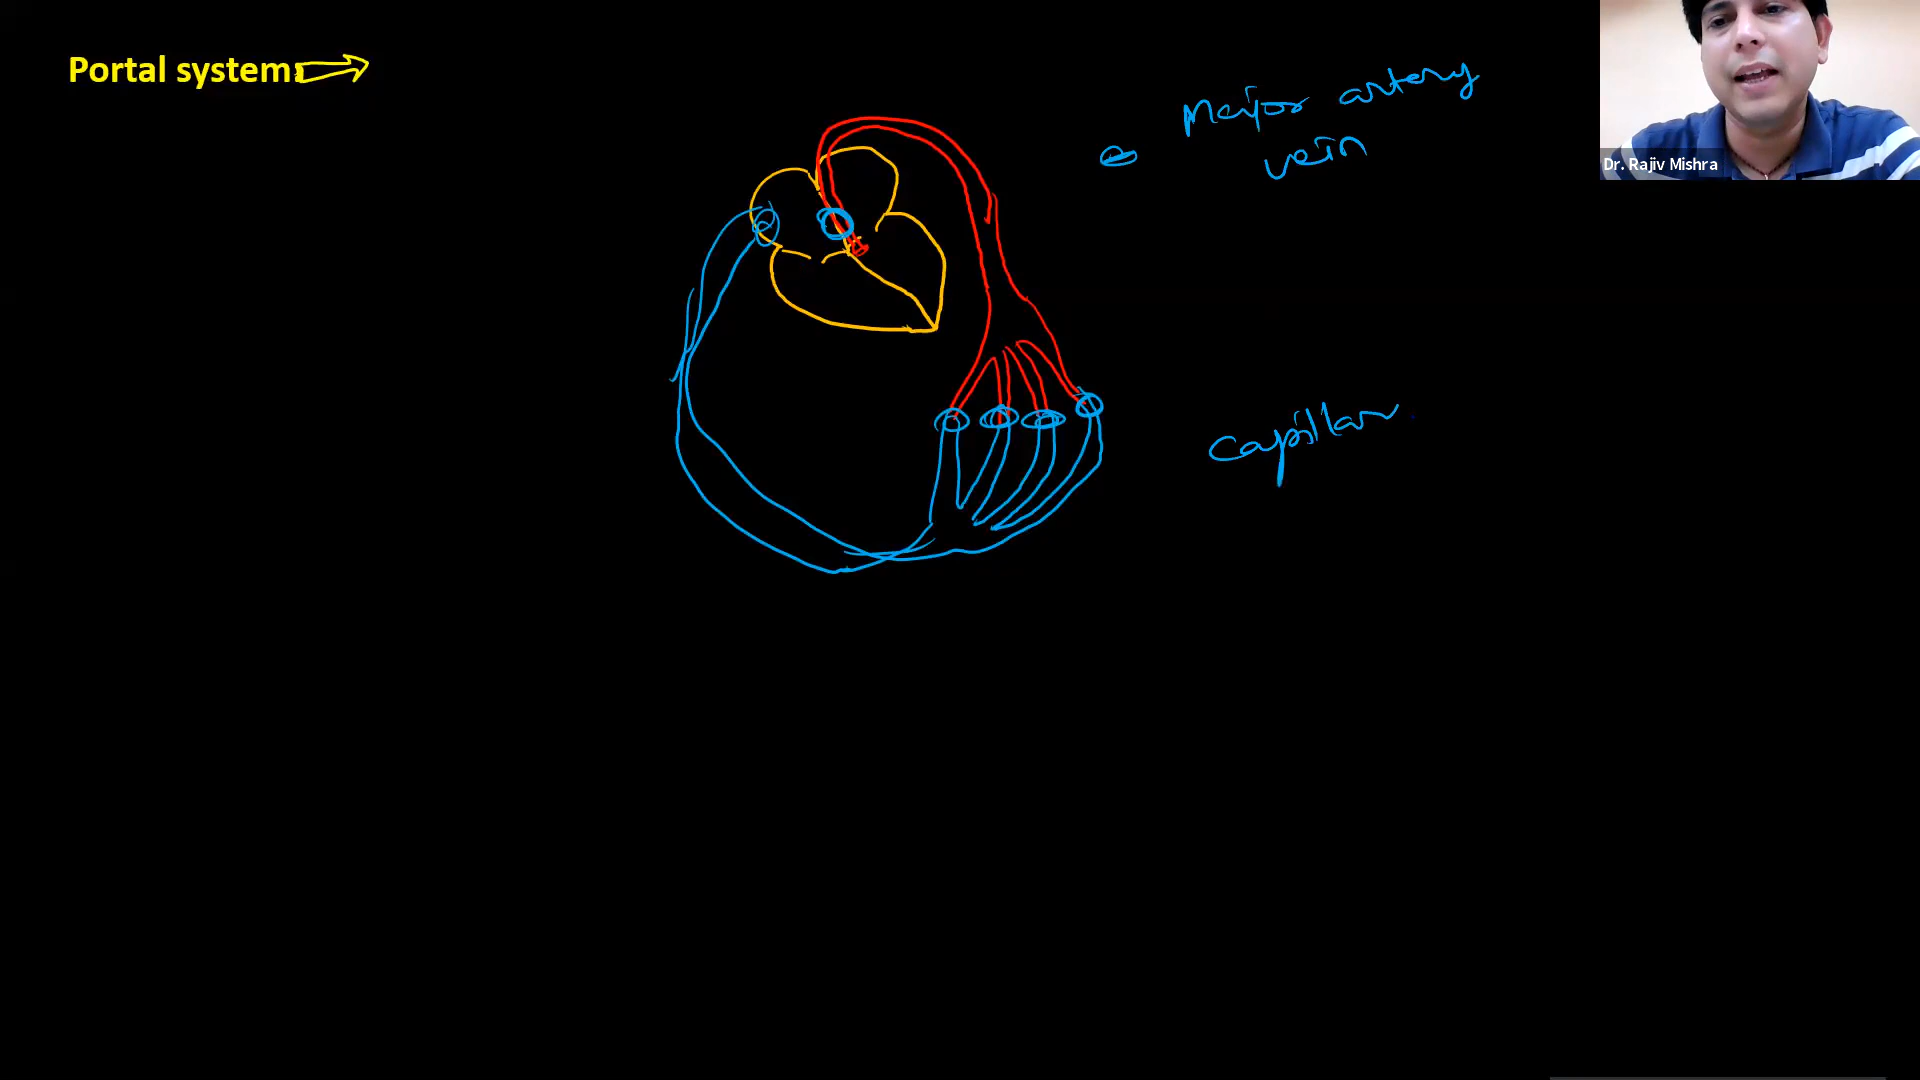 Portal system
Major artery
vein
Dr. Rajiv Mishra
Capillar